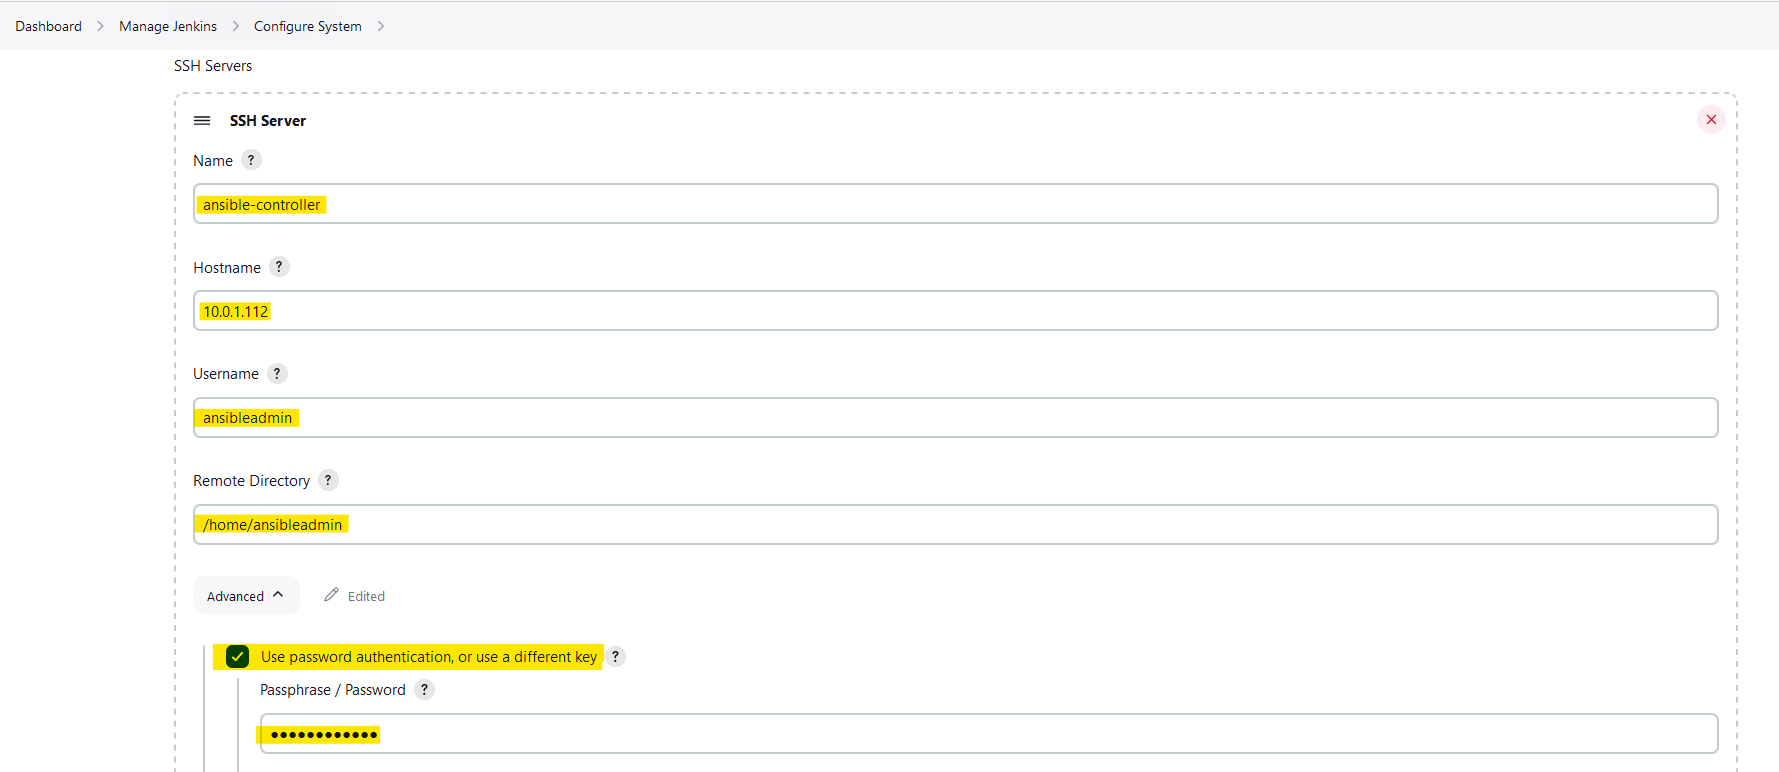 Dashboard > Manage Jenkins > Configure System >
SSH Servers
SSH Server
Name ?
ansible-controller
Hostname ?
10.0.1.112
Username ?
ansibleadmin
Remote Directory ?
/home/ansibleadmin
Advanced Edited
Use password authentication, or use a different key ?
Passphrase / Password ?
••••••••••••